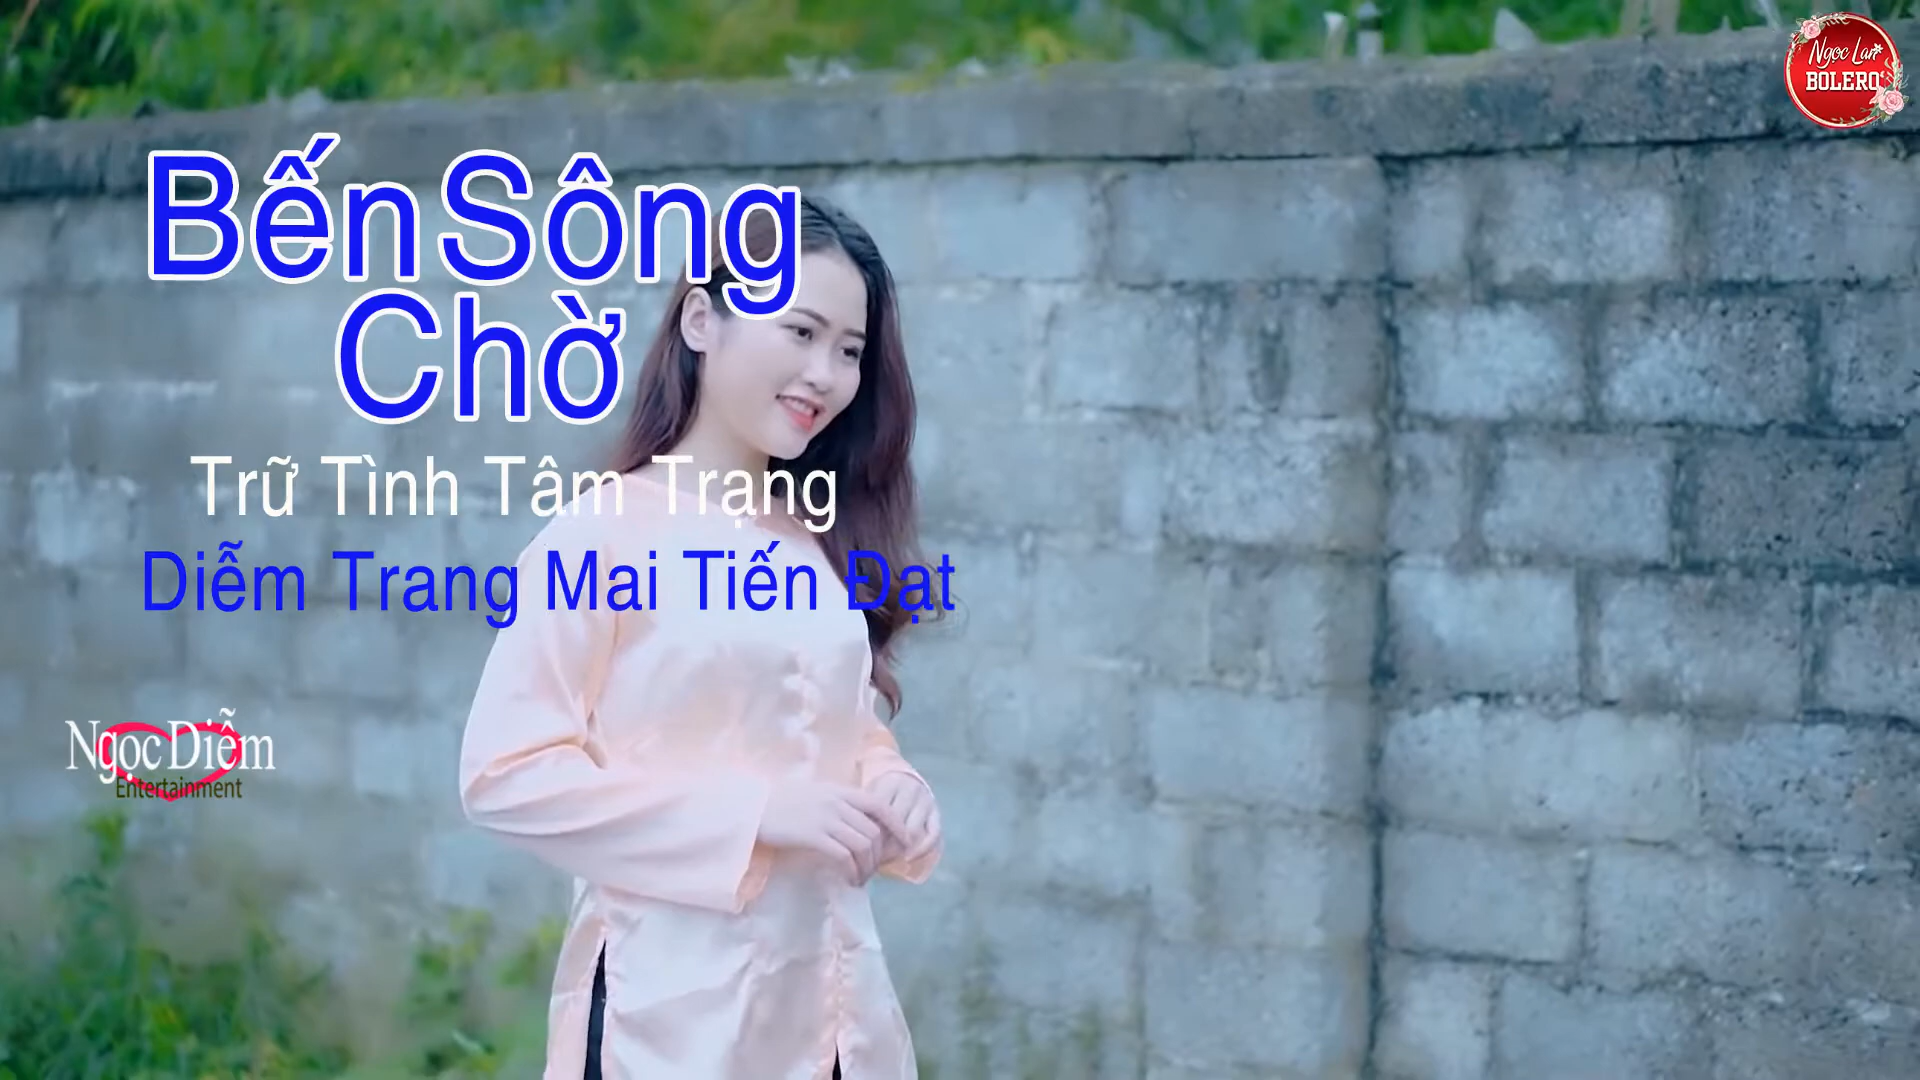 Ngọc Lan
BOLERO
Bến Sông
Chờ
Trữ Tình Tâm Trạng
Diễm Trang Mai Tiến Đạt
Ngọc Diễm
Entertainment